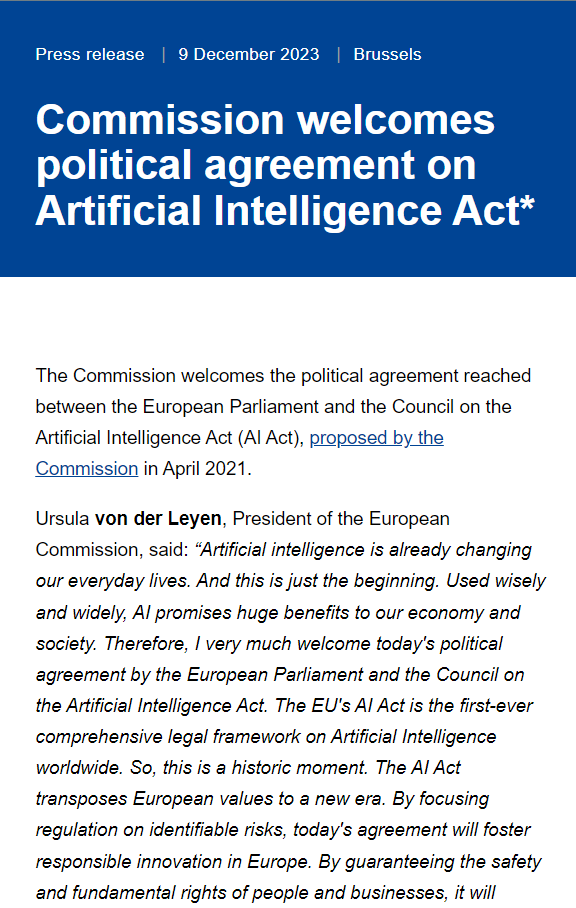 Press release | 9 December 2023 | Brussels
Commission welcomes
political agreement on
Artificial Intelligence Act*
The Commission welcomes the political agreement reached
between the European Parliament and the Council on the
Artificial Intelligence Act (AI Act), proposed by the
Commission in April 2021.
Ursula von der Leyen, President of the European
Commission, said: “Artificial intelligence is already changing
our everyday lives. And this is just the beginning. Used wisely
and widely, AI promises huge benefits to our economy and
society. Therefore, I very much welcome today's political
agreement by the European Parliament and the Council on
the Artificial Intelligence Act. The EU's AI Act is the first-ever
comprehensive legal framework on Artificial Intelligence
worldwide. So, this is a historic moment. The AI Act
transposes European values to a new era. By focusing
regulation on identifiable risks, today's agreement will foster
responsible innovation in Europe. By guaranteeing the safety
and fundamental rights of people and businesses, it will